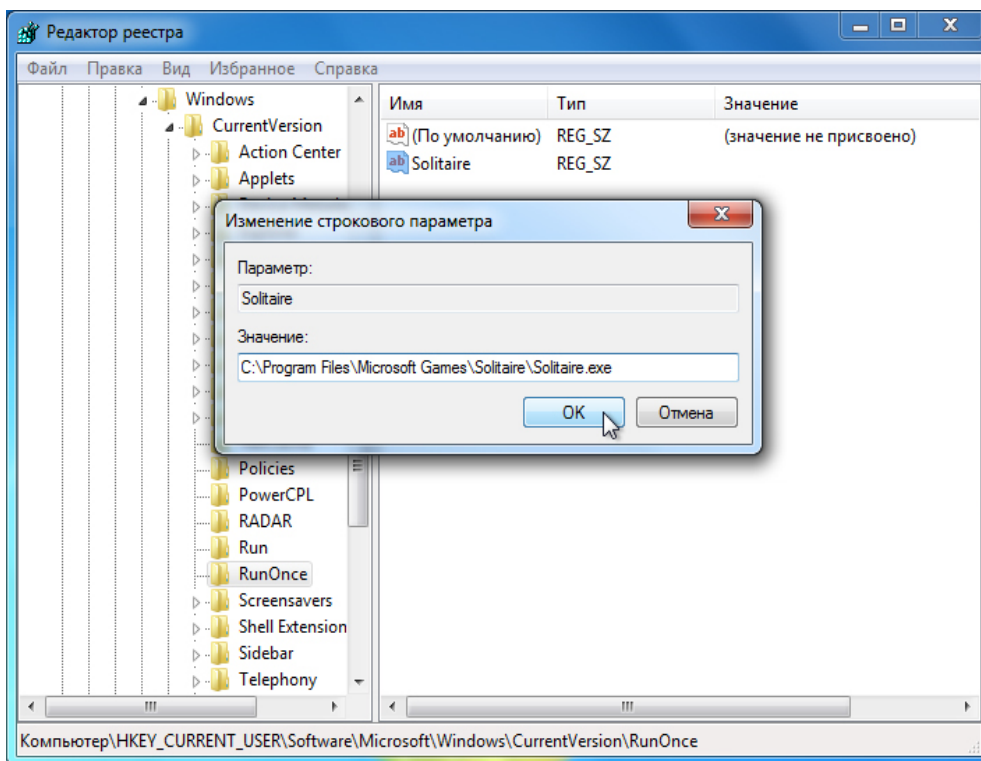 Редактор реестра
Файл Правка Вид Избранное Справка
Windows
CurrentVersion
Action Center
Applets
Policies
PowerCPL
RADAR
Run
RunOnce
Screensavers
Shell Extension
Sidebar
Telephony
Имя Тип Значение
ab (По умолчанию) REG_SZ (значение не присвоено)
ab Solitaire REG_SZ
Изменение строкового параметра
Параметр:
Solitaire
Значение:
C:\Program Files\Microsoft Games\Solitaire\Solitaire.exe
OK Отмена
Компьютер\HKEY_CURRENT_USER\Software\Microsoft\Windows\CurrentVersion\RunOnce